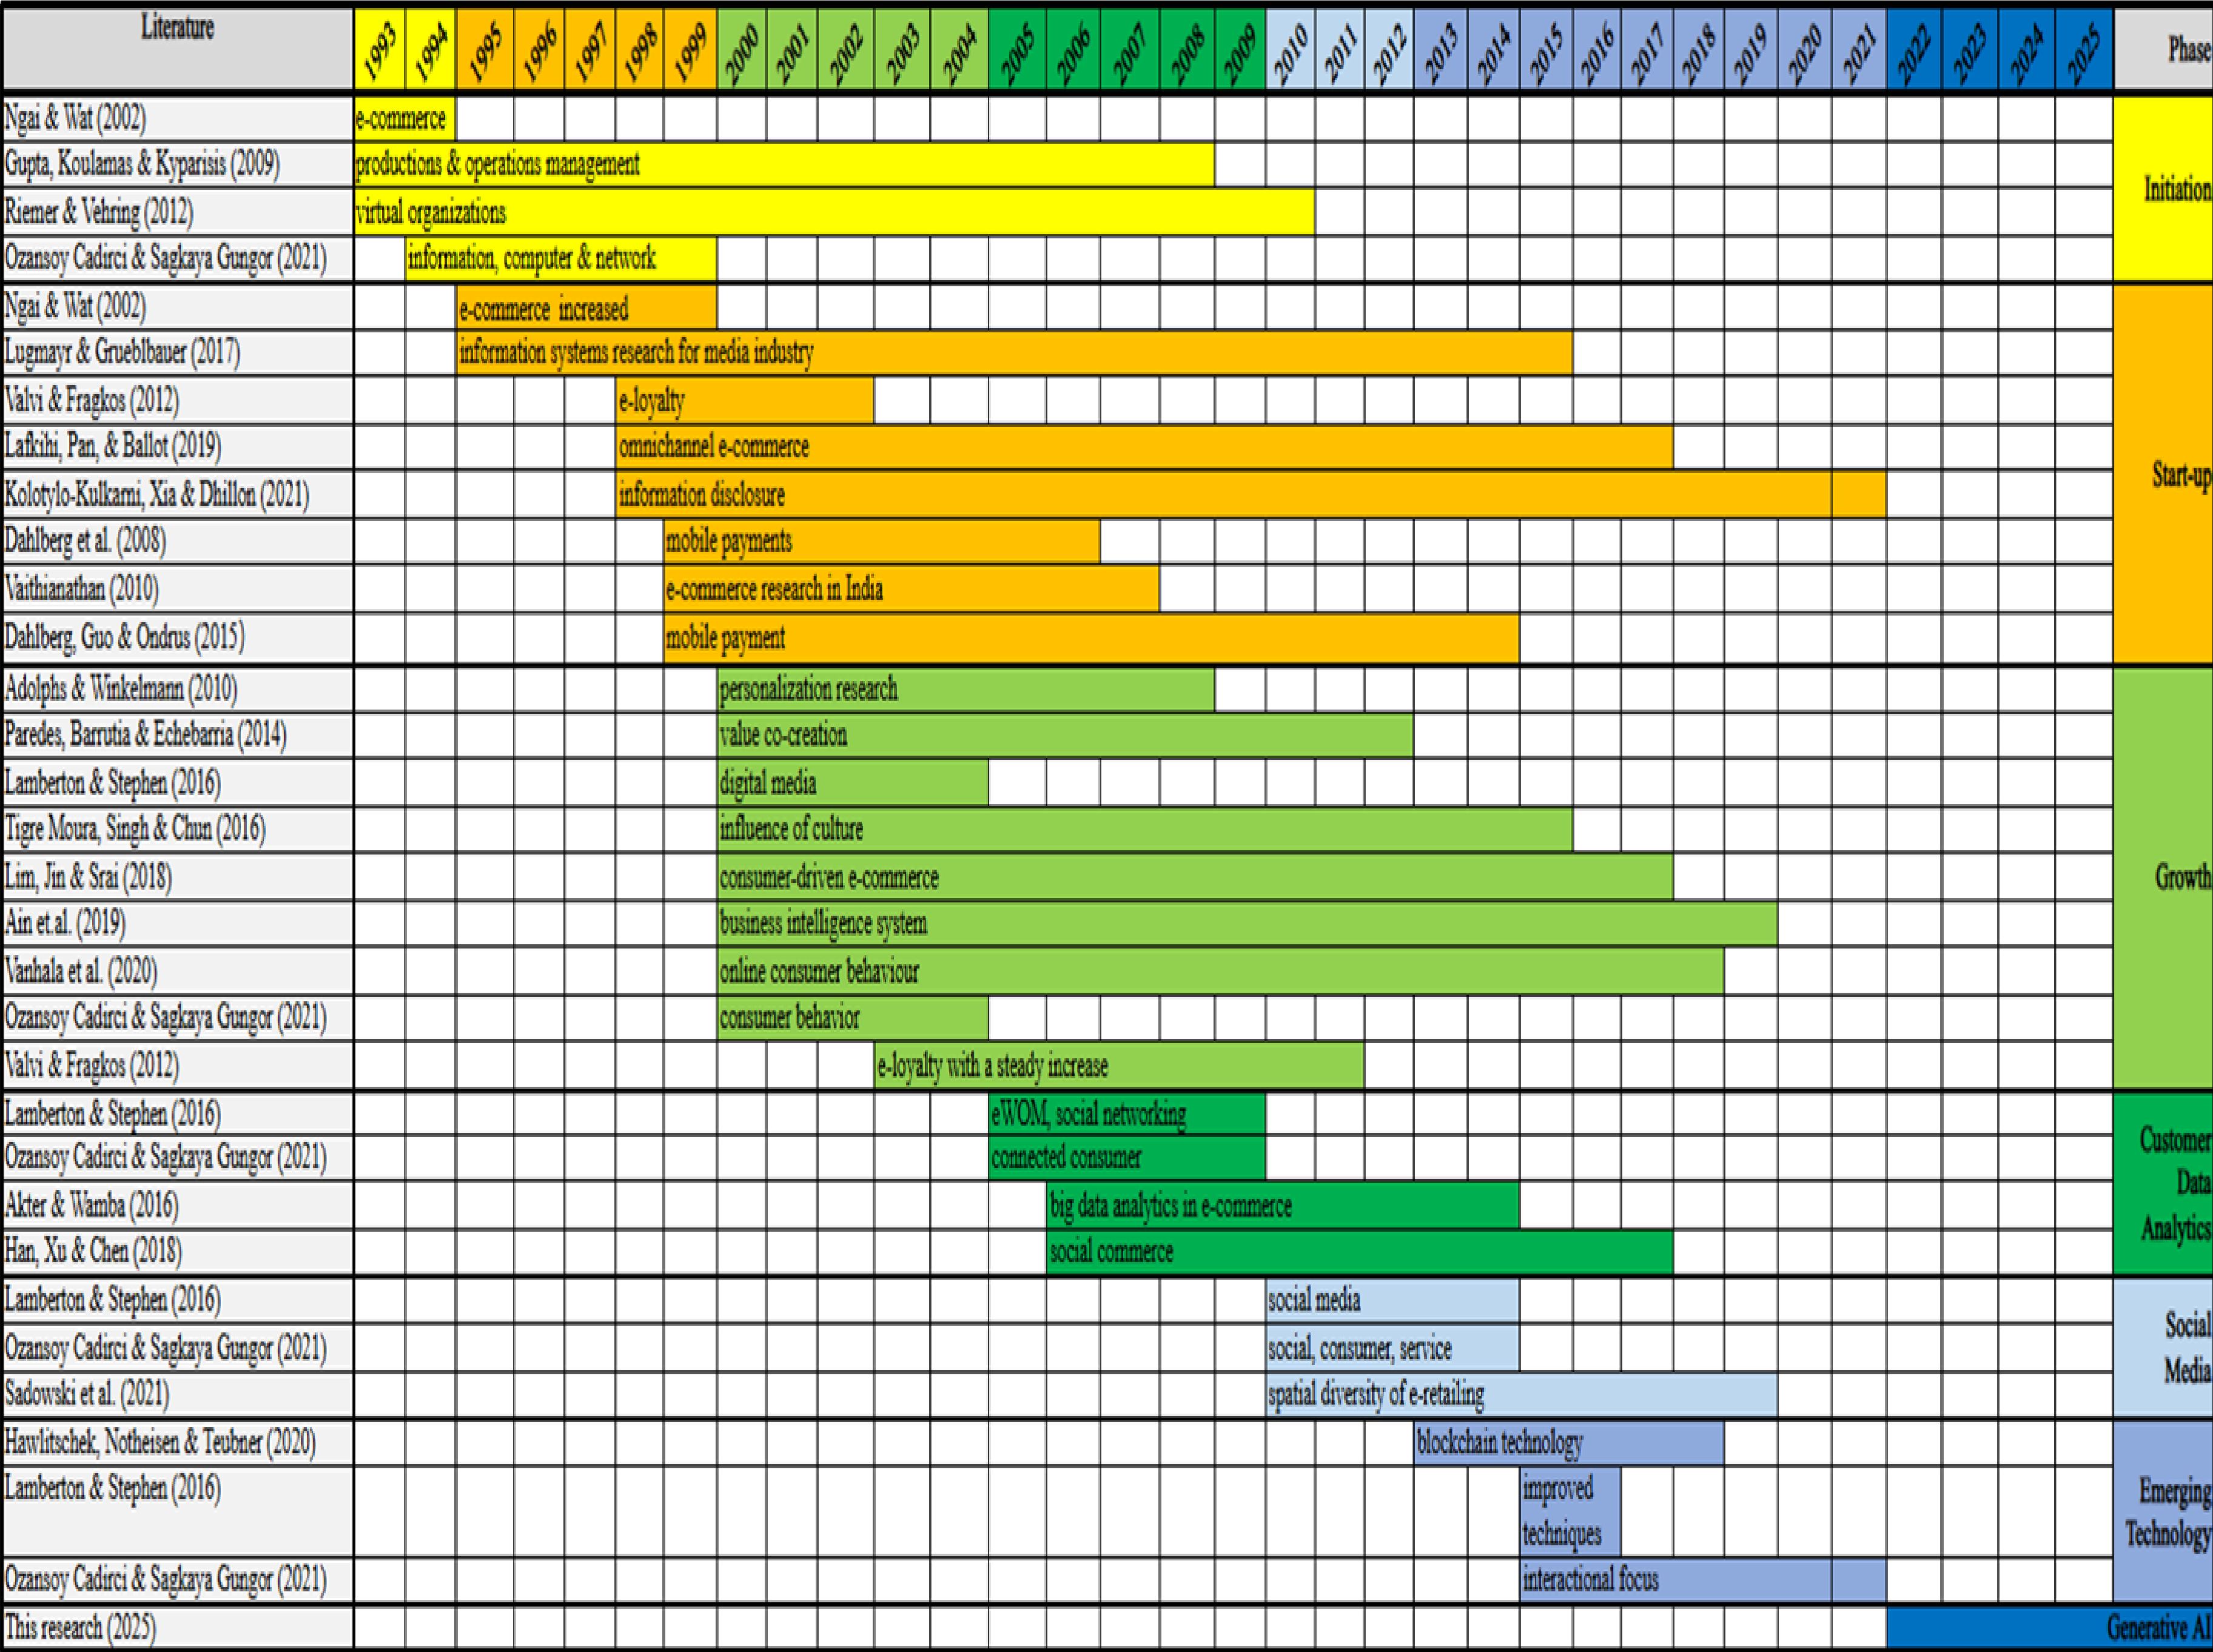 Literature 1993 1994 1995 1996 1997 1998 1999 2000 2001 2002 2003 2004 2005 2006 2007 2008 2009 2010 2011 2012 2013 2014 2015 2016 2017 2018 2019 2020 2021 2022 2023 2024 2025 Phase
Ngai & Wat (2002) e-commerce
Gupta, Koulamas & Kyparisis (2009) productions & operations management
Initiation
Riemer & Vehring (2012) virtual organizations
Ozansoy Cadirci & Sagkaya Gungor (2021) information, computer & network
Ngai & Wat (2002) e-commerce increased
Lugmayr & Grueblbauer (2017) information systems research for media industry
Valvi & Fragkos (2012) e-loyalty
Lafkihi, Pan, & Ballot (2019) omnichannel e-commerce
Start-up
Kolotylo-Kulkarni, Xia & Dhillon (2021) information disclosure
Dahlberg et al. (2008) mobile payments
Vaithianathan (2010) e-commerce research in India
Dahlberg, Guo & Ondrus (2015) mobile payment
Adolphs & Winkelmann (2010) personalization research
Paredes, Barrutia & Echebarria (2014) value co-creation
Lamberton & Stephen (2016) digital media
Tigre Moura, Singh & Chun (2016) influence of culture
Lim, Jin & Srai (2018) consumer-driven e-commerce Growth
Ain et.al. (2019) business intelligence system
Vanhala et al. (2020) online consumer behaviour
Ozansoy Cadirci & Sagkaya Gungor (2021) consumer behavior
Valvi & Fragkos (2012) e-loyalty with a steady increase
Lamberton & Stephen (2016) eWOM, social networking
Customer
Ozansoy Cadirci & Sagkaya Gungor (2021) connected consumer
Data
Akter & Wamba (2016) big data analytics in e-commerce
Analytics
Han, Xu & Chen (2018) social commerce
Lamberton & Stephen (2016) social media
Social
Ozansoy Cadirci & Sagkaya Gungor (2021) social, consumer, service
Media
Sadowski et al. (2021) spatial diversity of e-retailing
Hawlitschek, Notheisen & Teubner (2020) blockchain technology
Lamberton & Stephen (2016) improved Emerging
techniques Technology
Ozansoy Cadirci & Sagkaya Gungor (2021) interactional focus
This research (2025) Generative AI